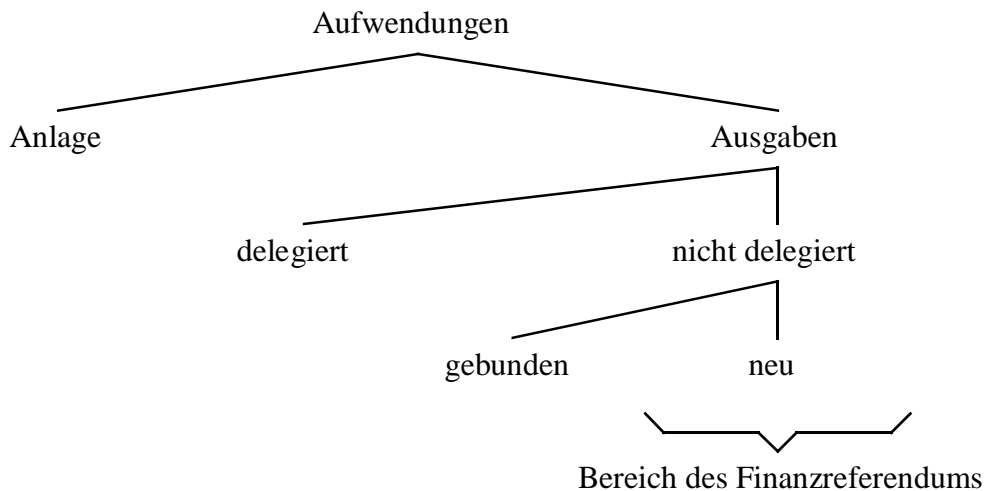 Aufwendungen
Anlage Ausgaben
delegiert nicht delegiert
gebunden neu
Bereich des Finanzreferendums